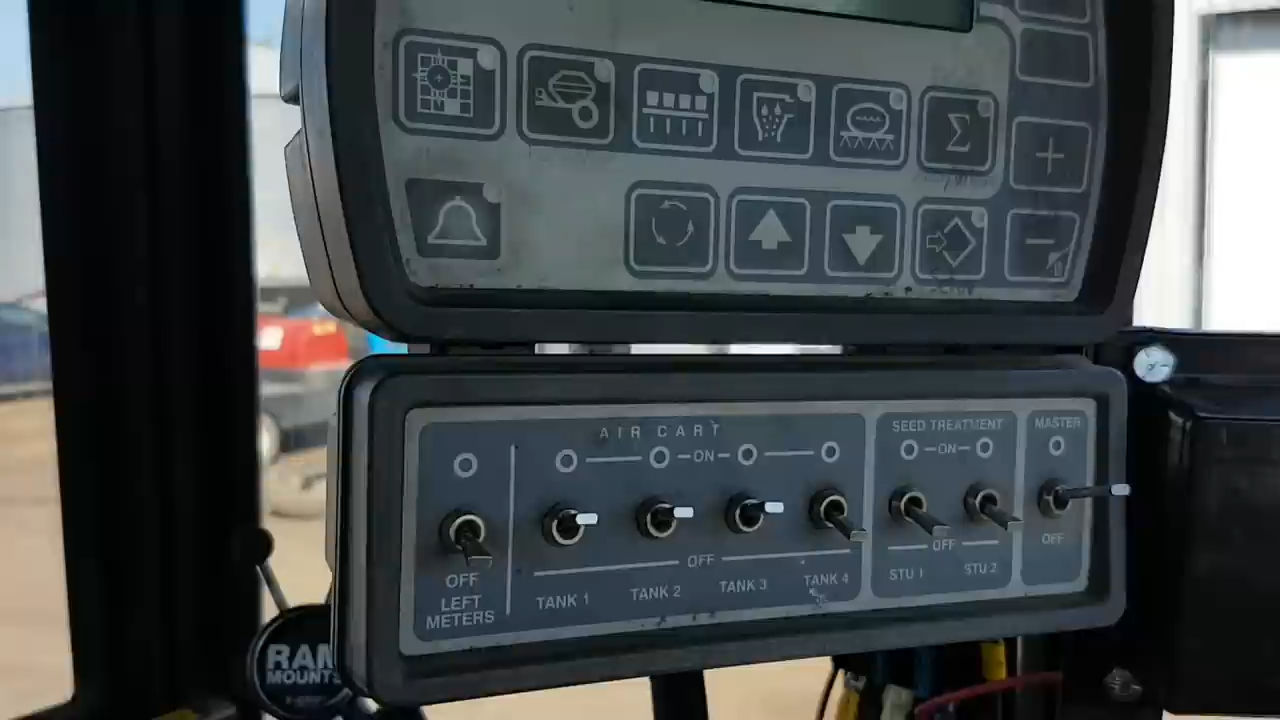 Σ
+
-
AIR CART
ON
OFF
LEFT
METERS
OFF
TANK 1
TANK 2
TANK 3
TANK 4
SEED TREATMENT
ON
OFF
STU 1
STU 2
MASTER
OFF
RAM
MOUNTS